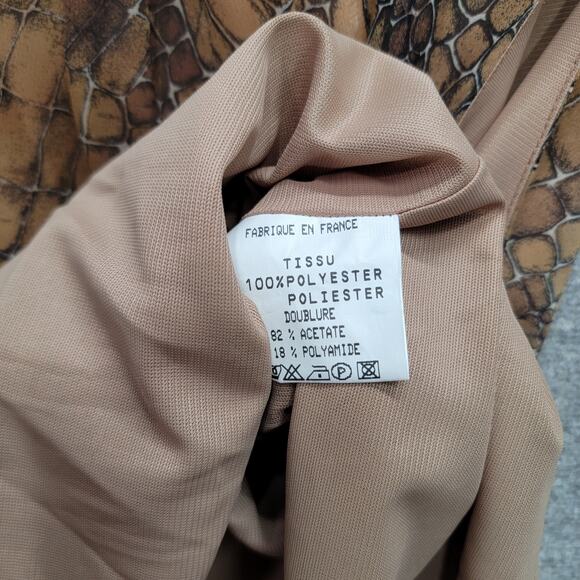 FABRIQUE EN FRANCE
TISSU
100%POLYESTER
POLIESTER
DOUBLURE
82 % ACETATE
18 % POLYAMIDE
P